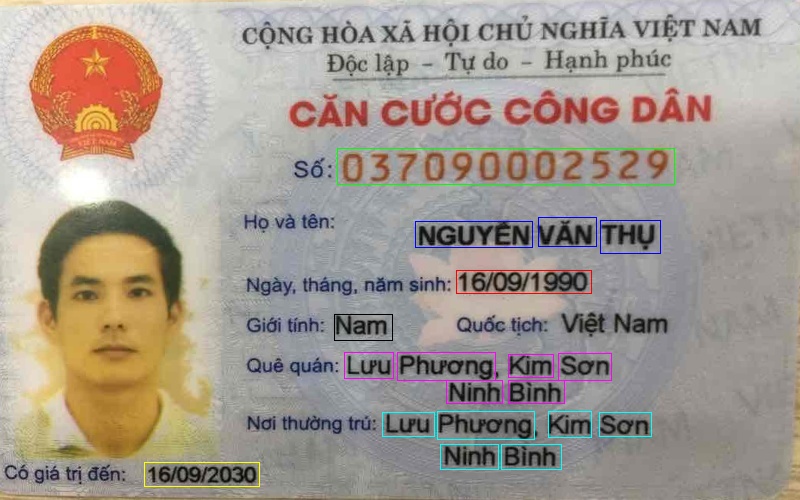 CỘNG HÒA XÃ HỘI CHỦ NGHĨA VIỆT NAM
Độc lập - Tự do - Hạnh phúc
CĂN CƯỚC CÔNG DÂN
Số: 037090002529
Họ và tên: NGUYỄN VĂN THỤ
Ngày, tháng, năm sinh: 16/09/1990
Giới tính: Nam Quốc tịch: Việt Nam
Quê quán: Lưu Phương, Kim Sơn
Ninh Bình
Nơi thường trú: Lưu Phương, Kim Sơn
Ninh Bình
Có giá trị đến: 16/09/2030
VIỆT NAM